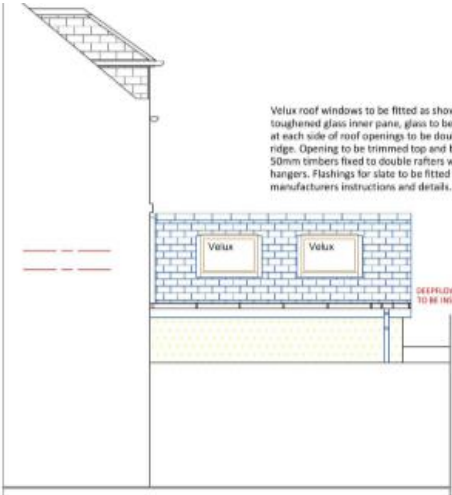 Velux roof windows to be fitted as show
toughened glass inner pane, glass to be
at each side of roof openings to be dou
ridge. Opening to be trimmed top and b
50mm timbers fixed to double rafters w
hangers. Flashings for slate to be fitted
manufacturers instructions and details.
Velux Velux
DEEPFLOW
TO BE INS